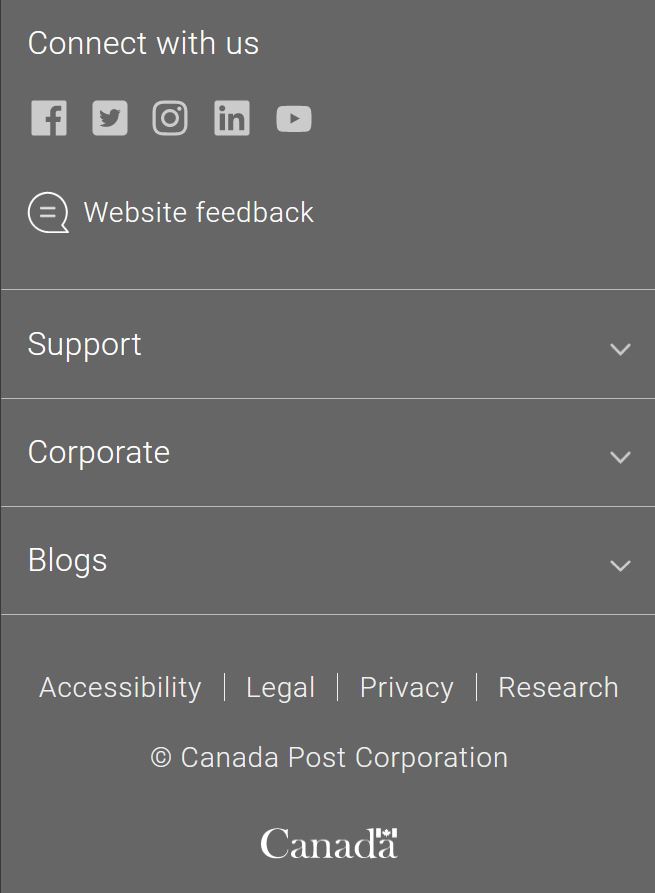 Connect with us
Website feedback
Support
Corporate
Blogs
Accessibility | Legal | Privacy | Research
© Canada Post Corporation
Canada